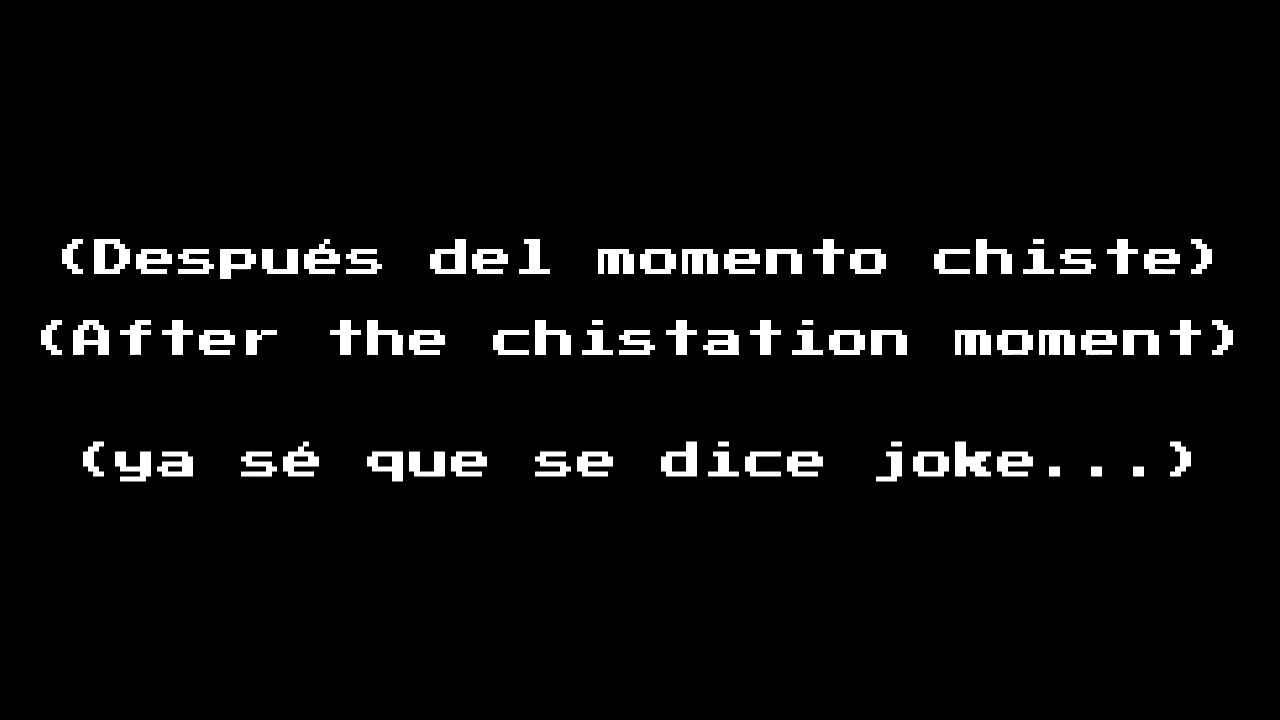 (Después del momento chiste)
(After the chistation moment)
(ya sé que se dice joke...)